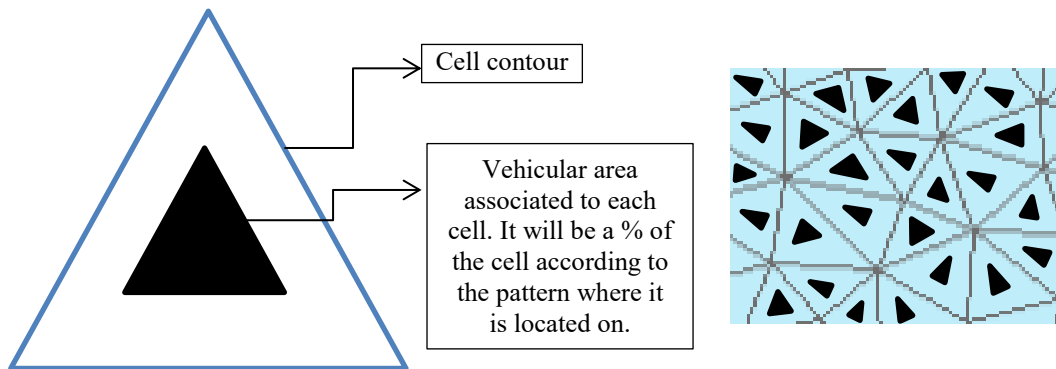 Cell contour
Vehicular area
associated to each
cell. It will be a % of
the cell according to
the pattern where it
is located on.